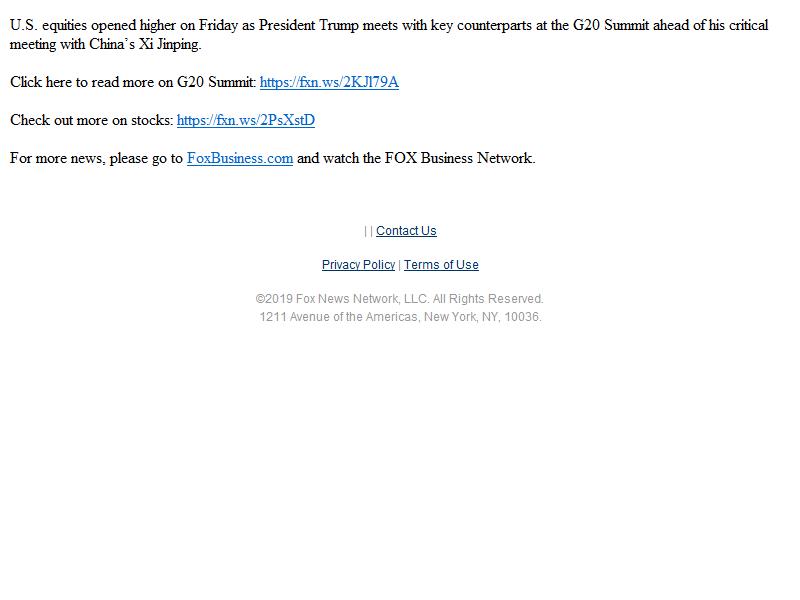 U.S. equities opened higher on Friday as President Trump meets with key counterparts at the G20 Summit ahead of his critical
meeting with China’s Xi Jinping.
Click here to read more on G20 Summit: https://fxn.ws/2KJl79A
Check out more on stocks: https://fxn.ws/2PsXstD
For more news, please go to FoxBusiness.com and watch the FOX Business Network.
| | Contact Us
Privacy Policy | Terms of Use
©2019 Fox News Network, LLC. All Rights Reserved.
1211 Avenue of the Americas, New York, NY, 10036.